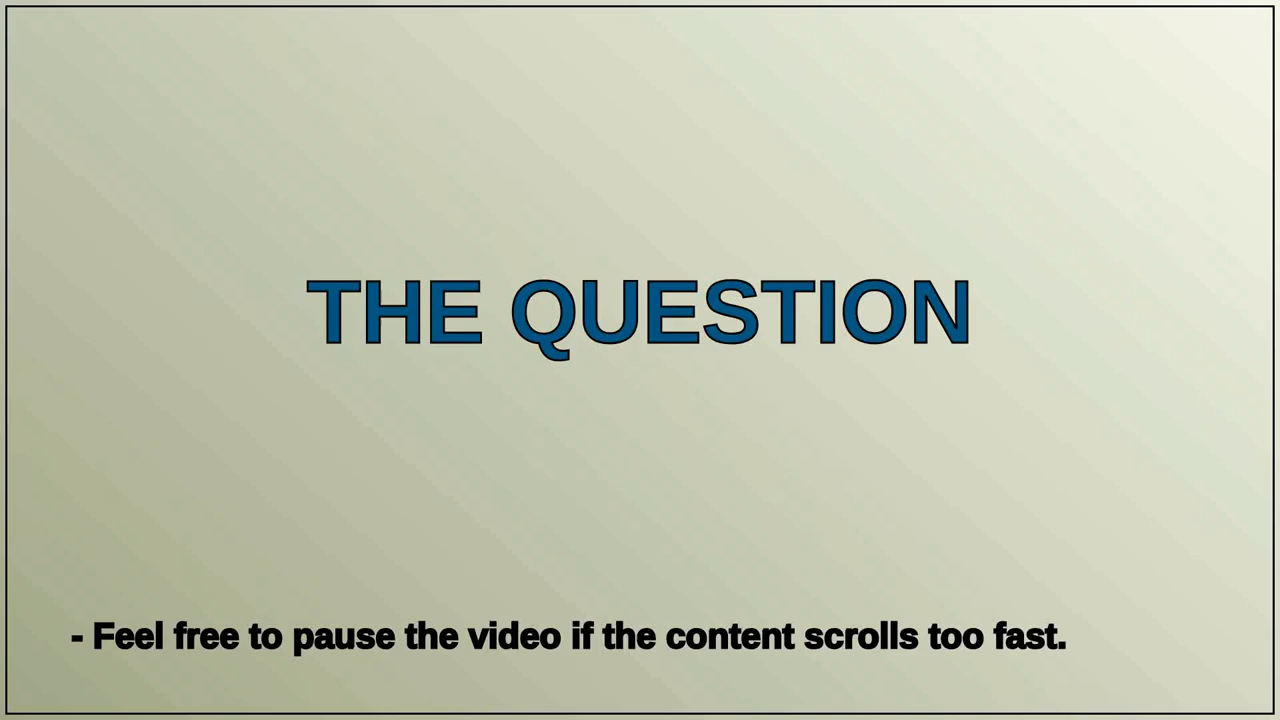 THE QUESTION
- Feel free to pause the video if the content scrolls too fast.